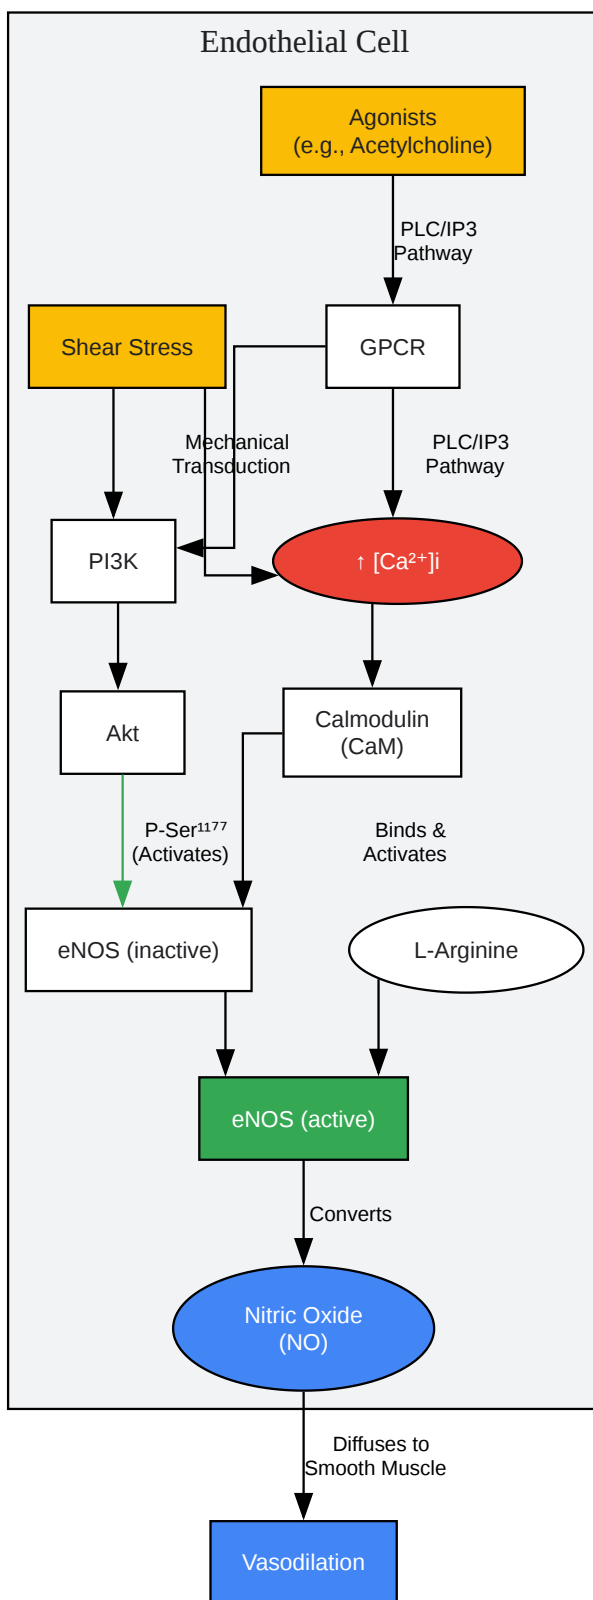 Endothelial Cell
Agonists
(e.g., Acetylcholine)
PLC/IP3
Pathway
Shear Stress
GPCR
Mechanical
Transduction
PLC/IP3
Pathway
PI3K
↑ [Ca²⁺]i
Akt
Calmodulin
(CaM)
P-Ser¹¹⁷⁷
(Activates)
Binds &
Activates
eNOS (inactive)
L-Arginine
eNOS (active)
Converts
Nitric Oxide
(NO)
Diffuses to
Smooth Muscle
Vasodilation